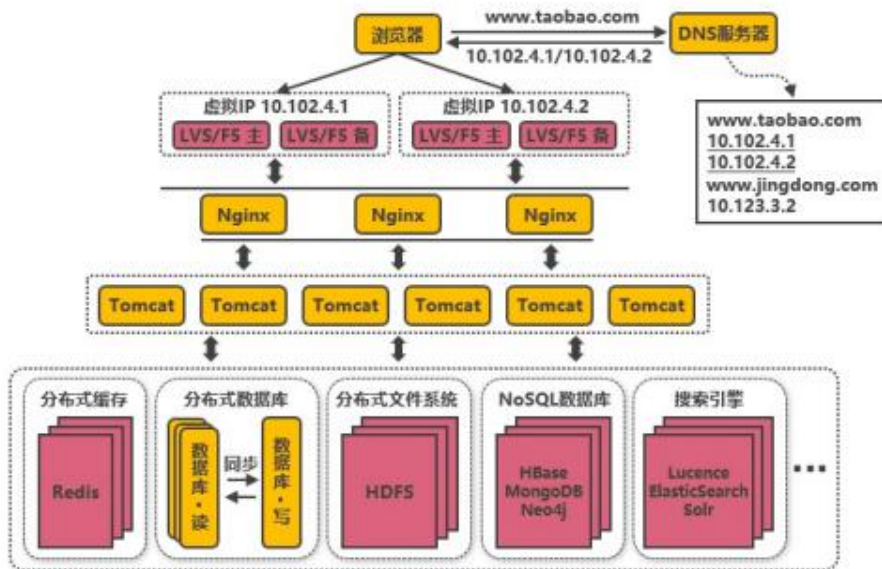 www.taobao.com
浏览器
DNS服务器
10.102.4.1/10.102.4.2
虚拟IP 10.102.4.1
虚拟IP 10.102.4.2
LVS/F5 主
LVS/F5 备
LVS/F5 主
LVS/F5 备
www.taobao.com
10.102.4.1
10.102.4.2
www.jingdong.com
10.123.3.2
Nginx
Nginx
Nginx
Tomcat
Tomcat
Tomcat
Tomcat
Tomcat
Tomcat
分布式缓存
Redis
分布式数据库
数据库·读
同步
数据库·写
分布式文件系统
HDFS
NoSQL数据库
HBase
MongoDB
Neo4j
搜索引擎
Lucence
ElasticSearch
Solr
...